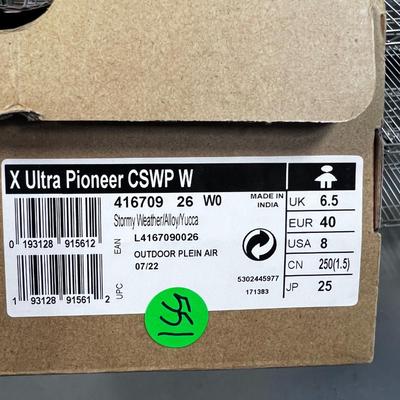 X Ultra Pioneer CSWP W
416709 26 W0
Stormy Weather/Alloy/Yucca
EAN
L4167090026
OUTDOOR PLEIN AIR
07/22
UPC
0 193128 915612
1 93128 91561 2
MADE IN
INDIA
5302445977
171383
UK 6.5
EUR 40
USA 8
CN 250(1.5)
JP 25
551